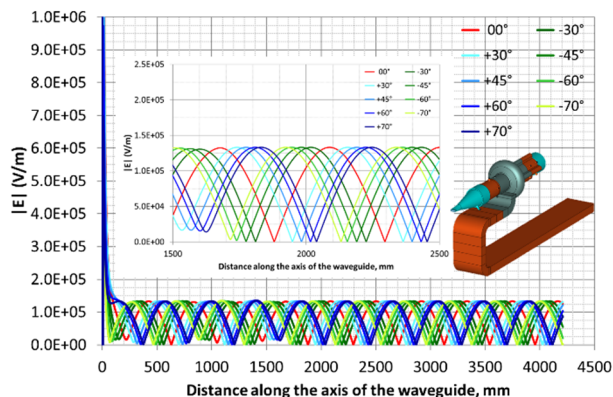 1.0E+06
9.0E+05
8.0E+05
7.0E+05
6.0E+05
5.0E+05
4.0E+05
3.0E+05
2.0E+05
1.0E+05
0.0E+00
|E| (V/m)
0 500 1000 1500 2000 2500 3000 3500 4000 4500
Distance along the axis of the waveguide, mm
00° -30°
+30° -45°
+45° -60°
+60° -70°
+70°
2.5E+05
2.0E+05
1.5E+05
1.0E+05
5.0E+04
0.0E+00
|E| (V/m)
1500 2000 2500
Distance along the axis of the waveguide, mm
00° -30°
+30° -45°
+45° -60°
+60° -70°
+70°